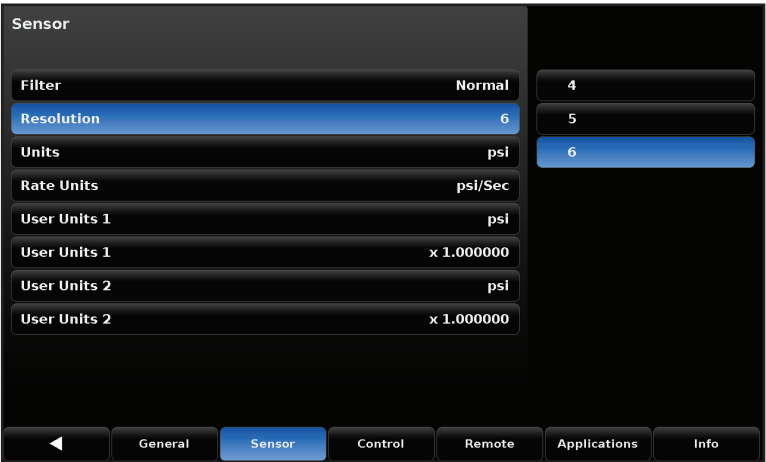 Sensor
Filter Normal
Resolution 6
Units psi
Rate Units psi/Sec
User Units 1 psi
User Units 1 x 1.000000
User Units 2 psi
User Units 2 x 1.000000
4
5
6
General Sensor Control Remote Applications Info